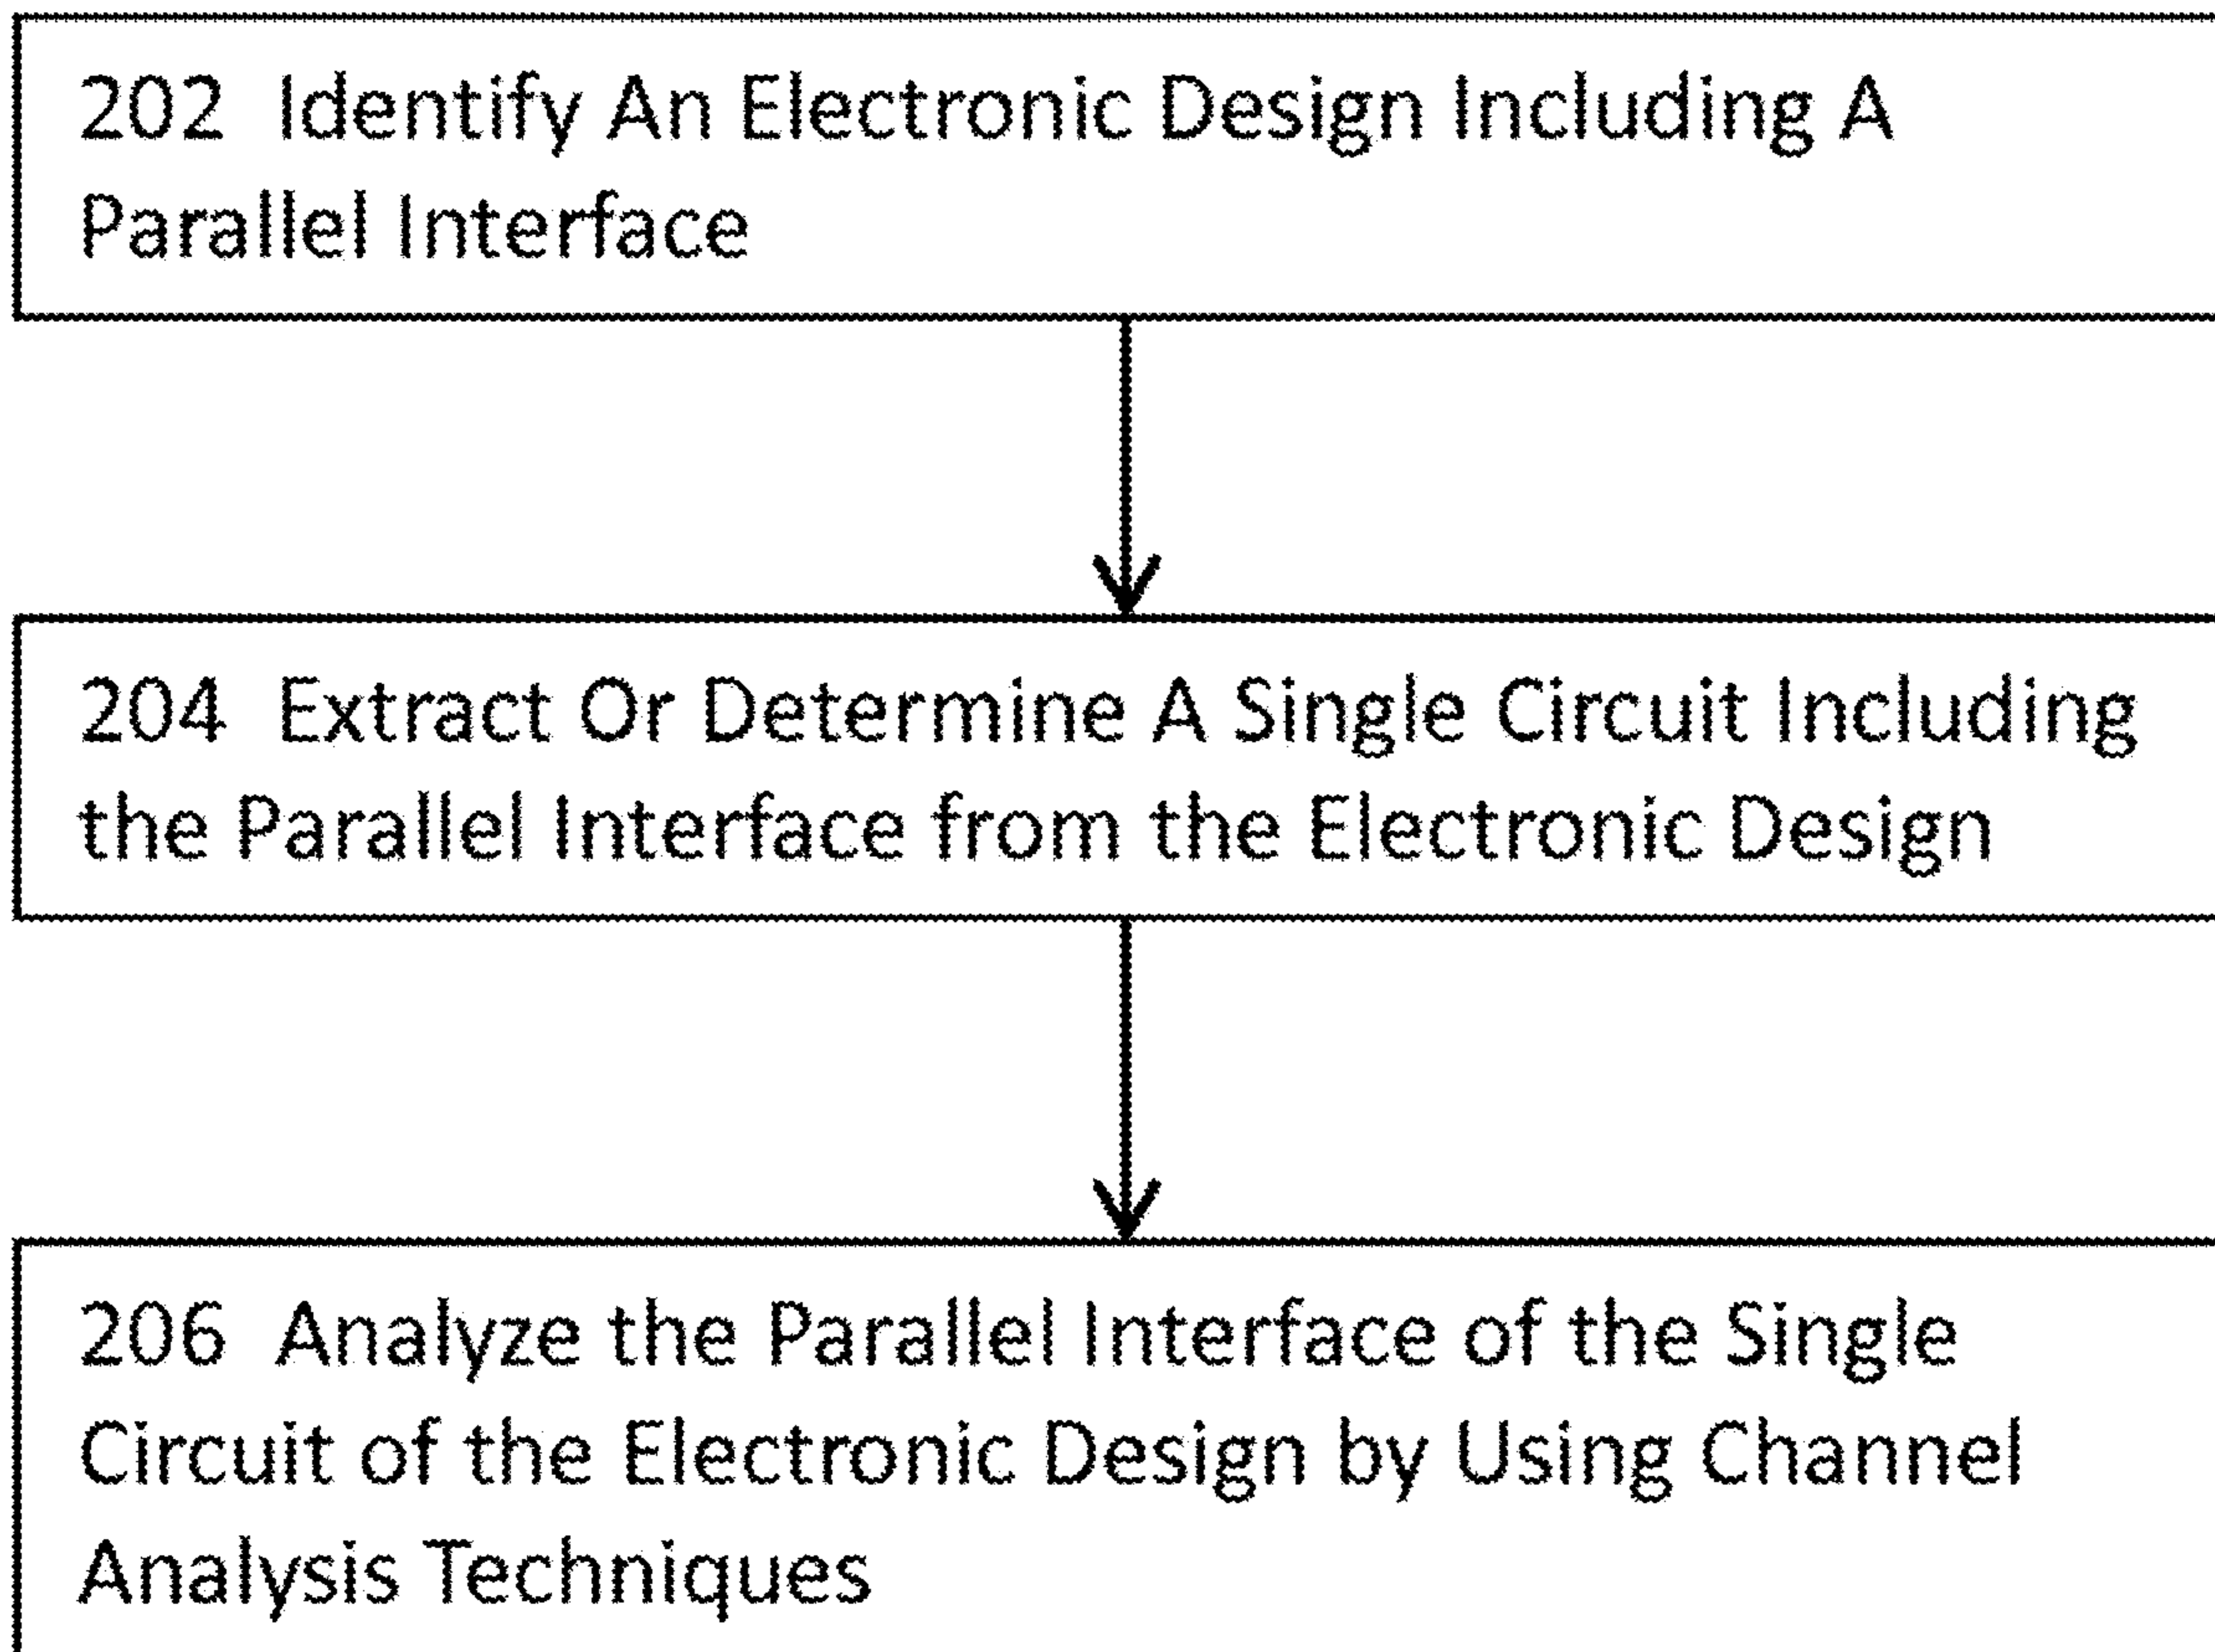 202 Identify An Electronic Design Including A
Parallel Interface
204 Extract Or Determine A Single Circuit Including
the Parallel Interface from the Electronic Design
206 Analyze the Parallel Interface of the Single
Circuit of the Electronic Design by Using Channel
Analysis Techniques